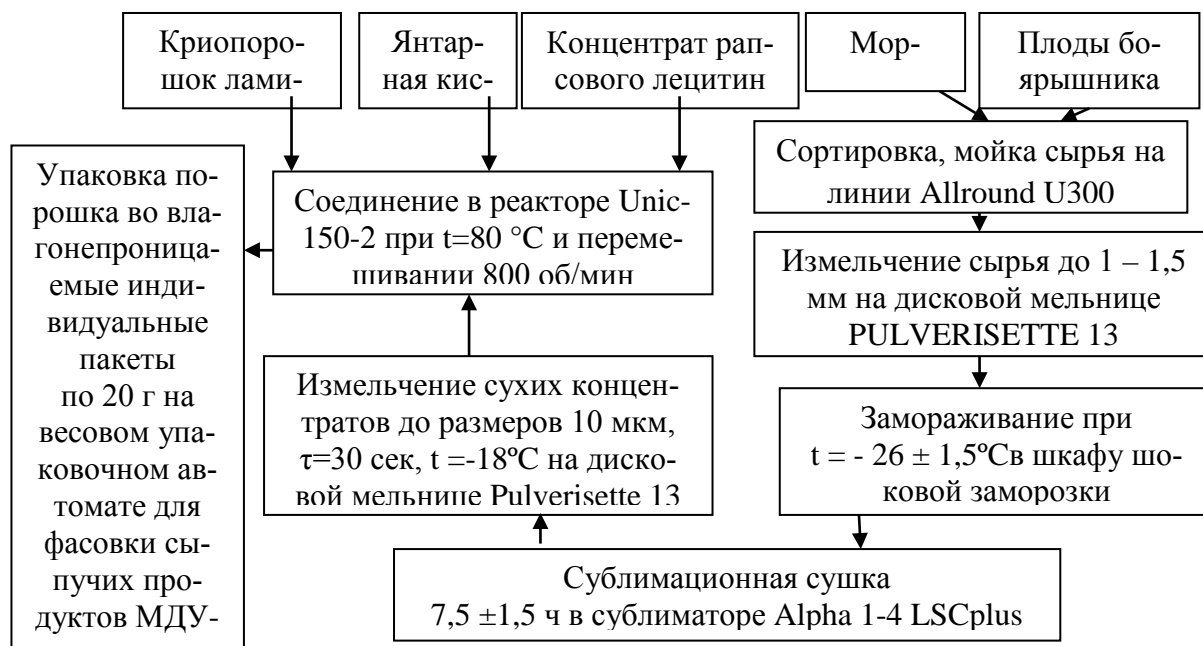 Криопоро-
шок лами-
Янтар-
ная кис-
Концентрат рап-
сового лецитин
Мор-
Плоды бо-
ярышника
Сортировка, мойка сырья на
линии Allround U300
Измельчение сырья до 1 – 1,5
мм на дисковой мельнице
PULVERISETTE 13
Замораживание при
t = - 26 ± 1,5ºСв шкафу шо-
ковой заморозки
Сублимационная сушка
7,5 ±1,5 ч в сублиматоре Alpha 1-4 LSCplus
Измельчение сухих концен-
тратов до размеров 10 мкм,
τ=30 сек, t =-18ºС на диско-
вой мельнице Pulverisette 13
Соединение в реакторе Unic-
150-2 при t=80 °С и переме-
шивании 800 об/мин
Упаковка по-
рошка во вла-
гонепроница-
емые инди-
видуальные
пакеты
по 20 г на
весовом упа-
ковочном ав-
томате для
фасовки сы-
пучих про-
дуктов МДУ-